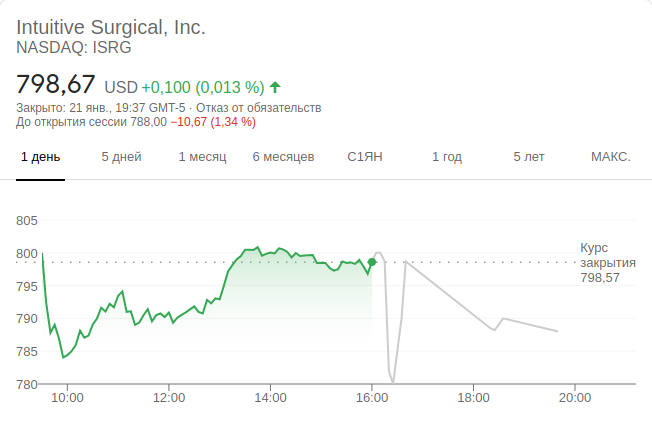 Intuitive Surgical, Inc.
NASDAQ: ISRG
798,67 USD +0,100 (0,013 %)
Закрыто: 21 янв., 19:37 GMT-5 · Отказ от обязательств
До открытия сессии 788,00 −10,67 (1,34 %)
1 день 5 дней 1 месяц 6 месяцев С1ЯН 1 год 5 лет МАКС.
805
800
795
790
785
780
Курс
закрытия
798,57
10:00 12:00 14:00 16:00 18:00 20:00